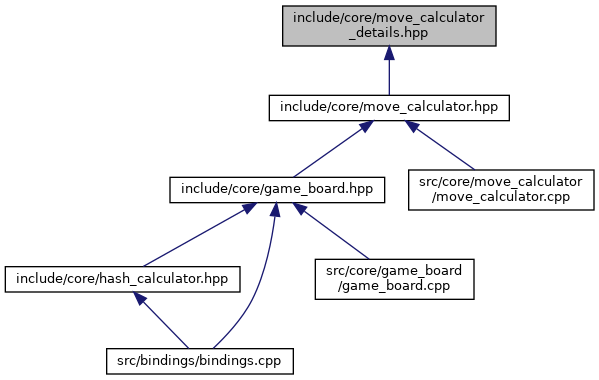 include/core/move_calculator
_details.hpp
include/core/move_calculator.hpp
include/core/game_board.hpp
src/core/move_calculator
/move_calculator.cpp
include/core/hash_calculator.hpp
src/core/game_board
/game_board.cpp
src/bindings/bindings.cpp